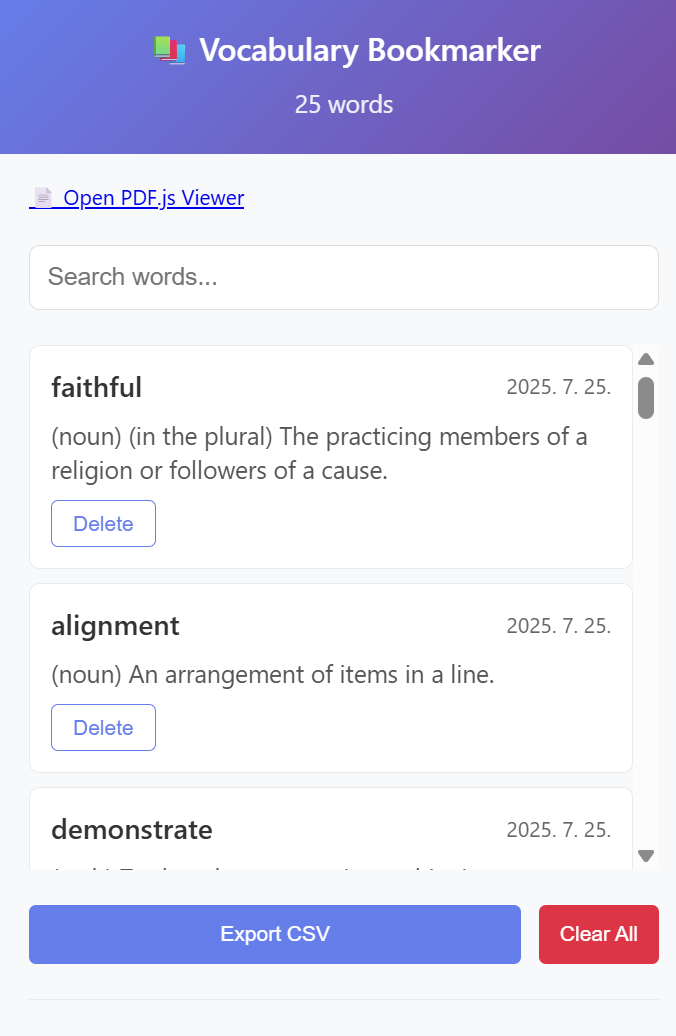 Vocabulary Bookmarker
25 words
Open PDF.js Viewer
Search words...
faithful
2025. 7. 25.
(noun) (in the plural) The practicing members of a
religion or followers of a cause.
Delete
alignment
2025. 7. 25.
(noun) An arrangement of items in a line.
Delete
demonstrate
2025. 7. 25.
Export CSV
Clear All